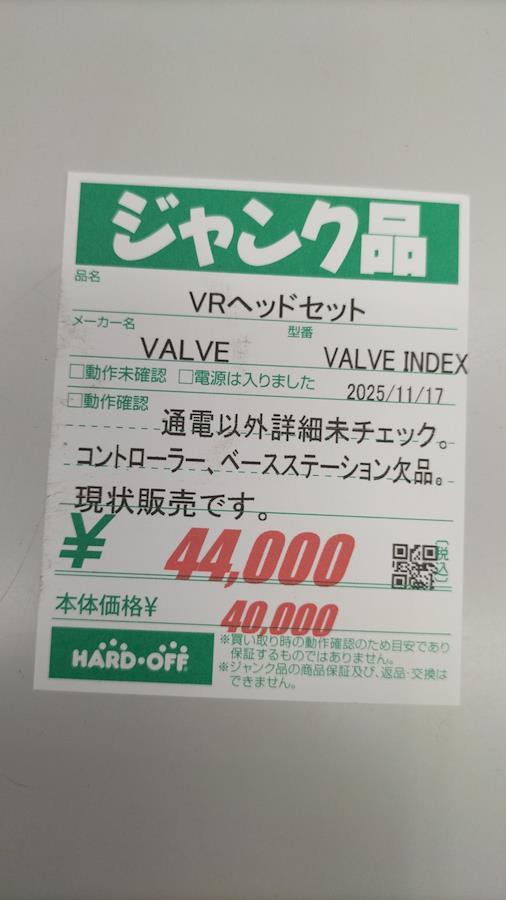 ジャンク品
品名
VRヘッドセット
メーカー名 型番
VALVE VALVE INDEX
□動作未確認 □電源は入りました 2025/11/17
□動作確認
通電以外詳細未チェック。
コントローラー、ベースステーション欠品。
現状販売です。
¥ 44,000 (税込)
本体価格¥ 40,000
HARD・OFF
※買い取り時の動作確認のため目安であり
保証するものではありません。
※ジャンク品の商品保証及び、返品・交換は
できません。